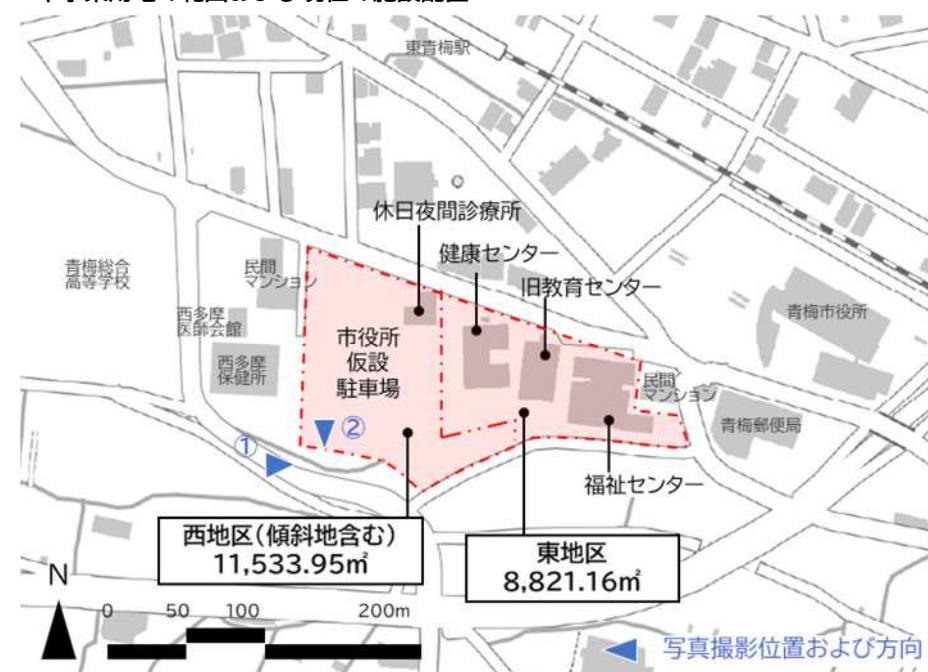 東青梅駅
休日夜間診療所
健康センター
旧教育センター
青梅総合
高等学校
民間
マンション
西多摩
医師会館
西多摩
保健所
市役所
仮設
駐車場
青梅市役所
民間
マンション
青梅郵便局
①
②
福祉センター
西地区(傾斜地含む)
11,533.95㎡
東地区
8,821.16㎡
N
0 50 100 200m
写真撮影位置および方向